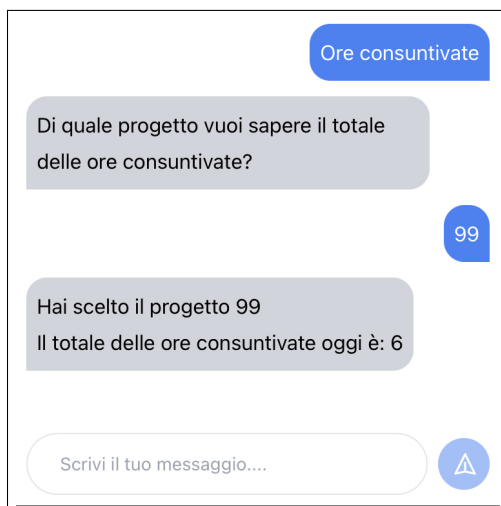 Ore consuntivate
Di quale progetto vuoi sapere il totale
delle ore consuntivate?
99
Hai scelto il progetto 99
Il totale delle ore consuntivate oggi è: 6
Scrivi il tuo messaggio....